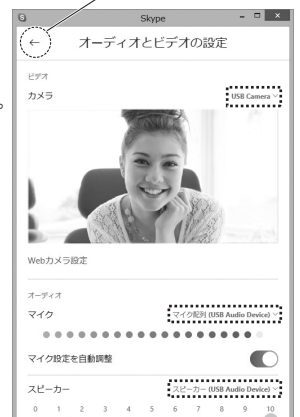 Skype
オーディオとビデオの設定
ビデオ
カメラ
USB Camera
Webカメラ設定
オーディオ
マイク
マイク配列 (USB Audio Device)
マイク設定を自動調整
スピーカー
スピーカー (USB Audio Device)
0 1 2 3 4 5 6 7 8 9 10